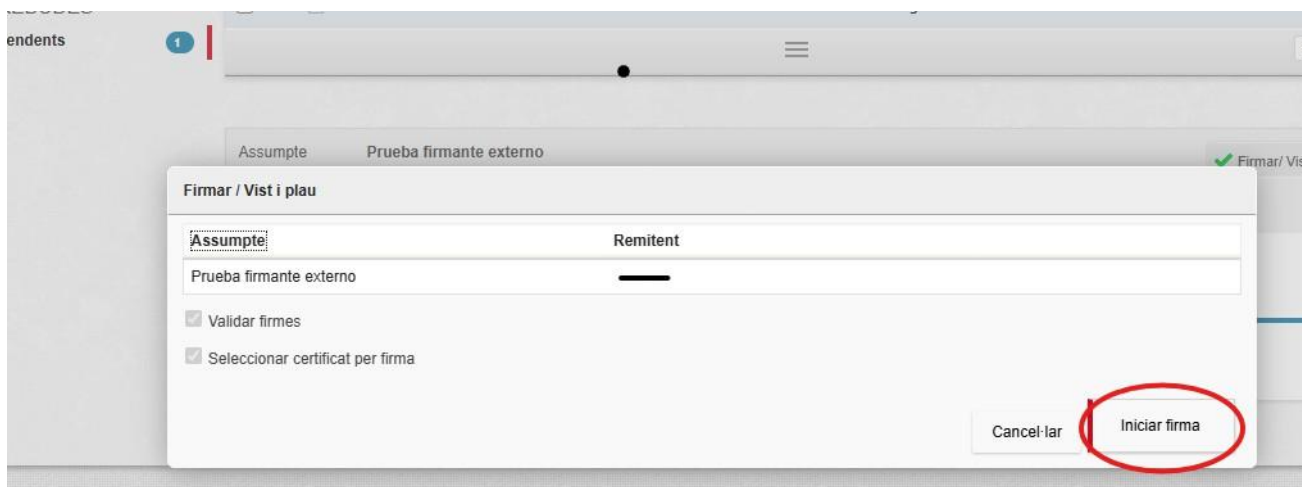 endents 1
Assumpte Prueba firmante externo
Firmar/ Vis
Firmar / Vist i plau
Assumpte Remitent
Prueba firmante externo
Validar firmes
Seleccionar certificat per firma
Cancel·lar Iniciar firma